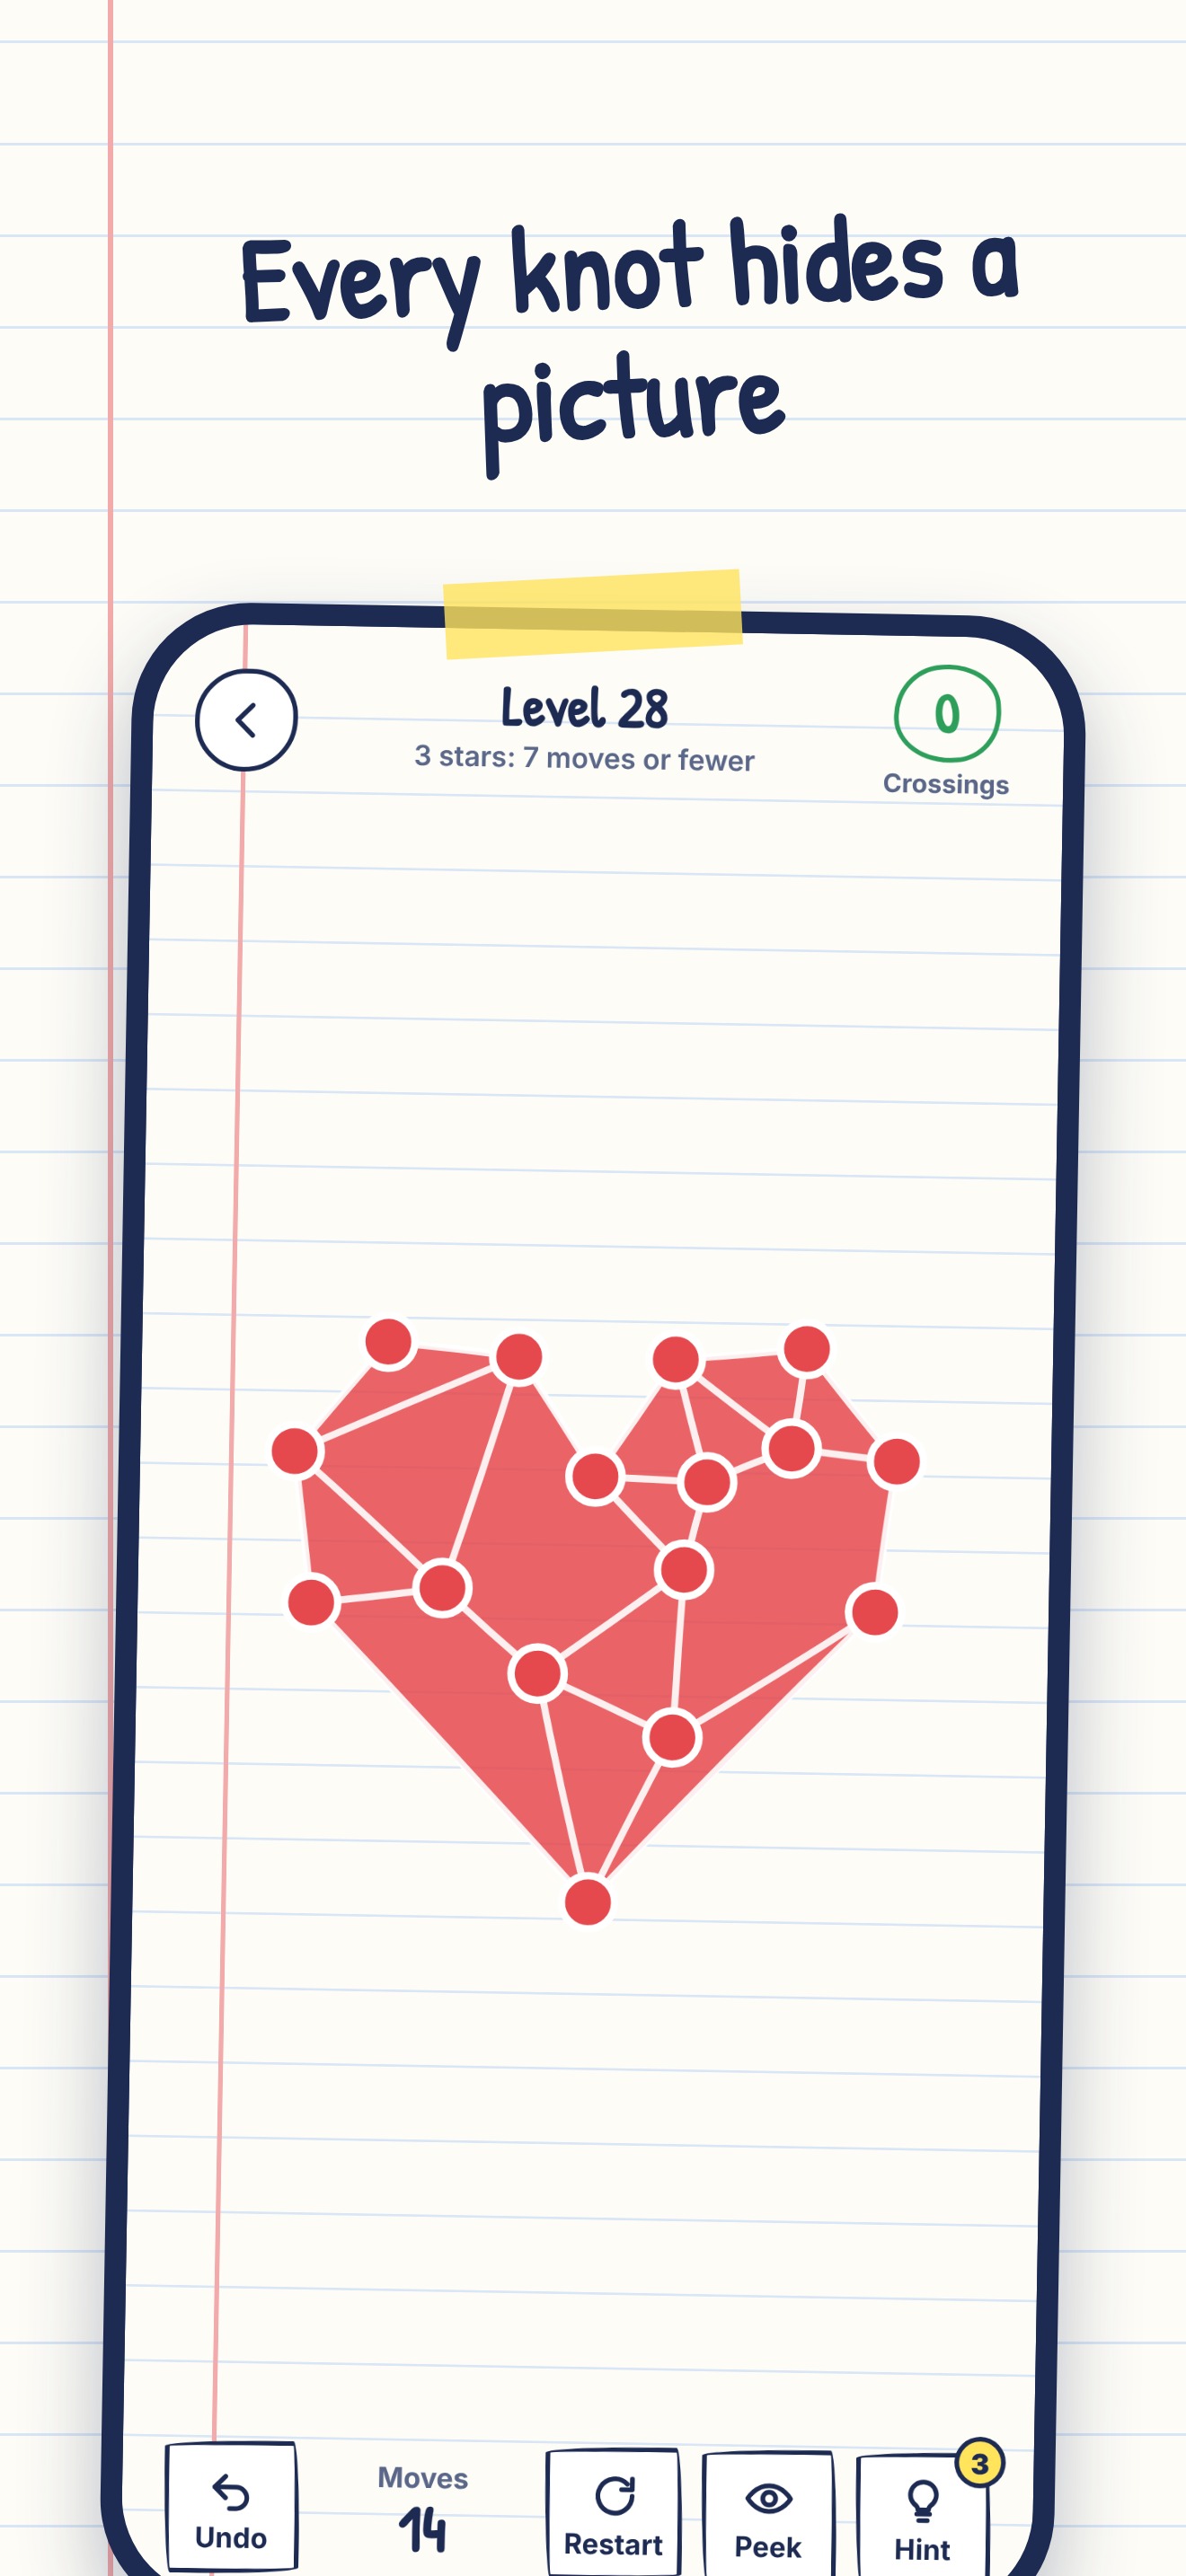 Every knot hides a
picture
Level 28
3 stars: 7 moves or fewer
0
Crossings
Undo
Moves
14
Restart
Peek
3
Hint